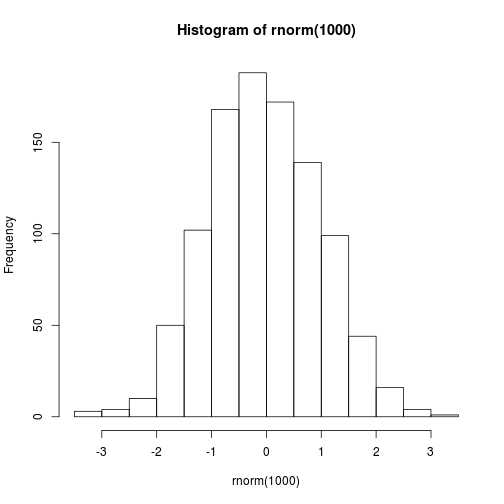 Histogram of rnorm(1000)
Frequency
150
100
50
0
-3 -2 -1 0 1 2 3
rnorm(1000)